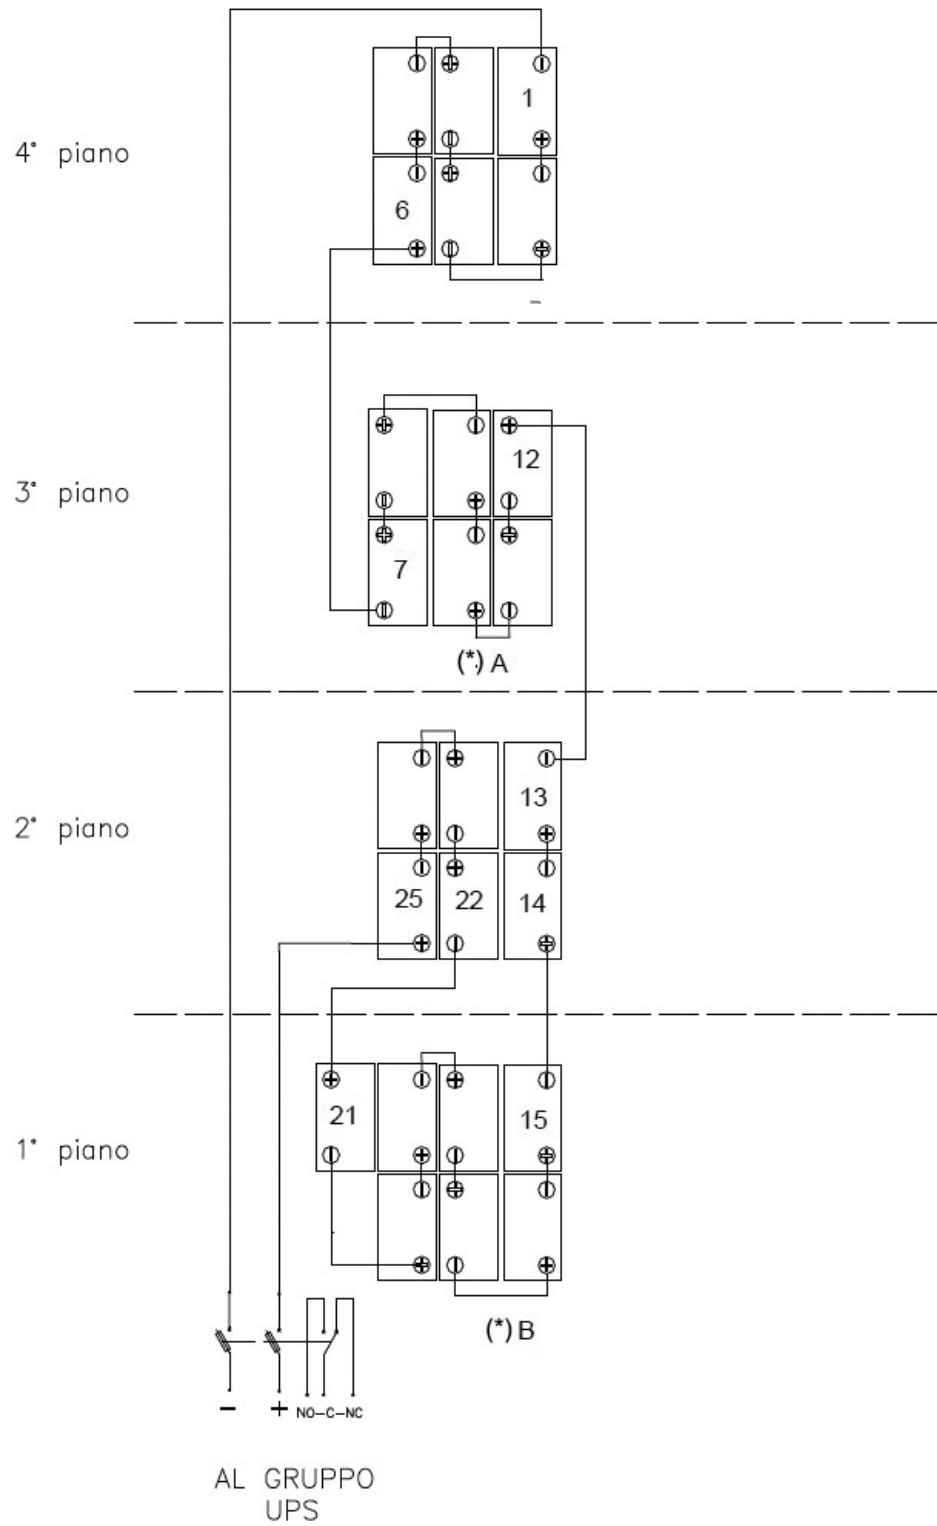 1
4° piano
6
12
3° piano
7
(*) A
13
2° piano
25 22 14
21 15
1° piano
(*) B
− + NO–C–NC
AL GRUPPO
UPS